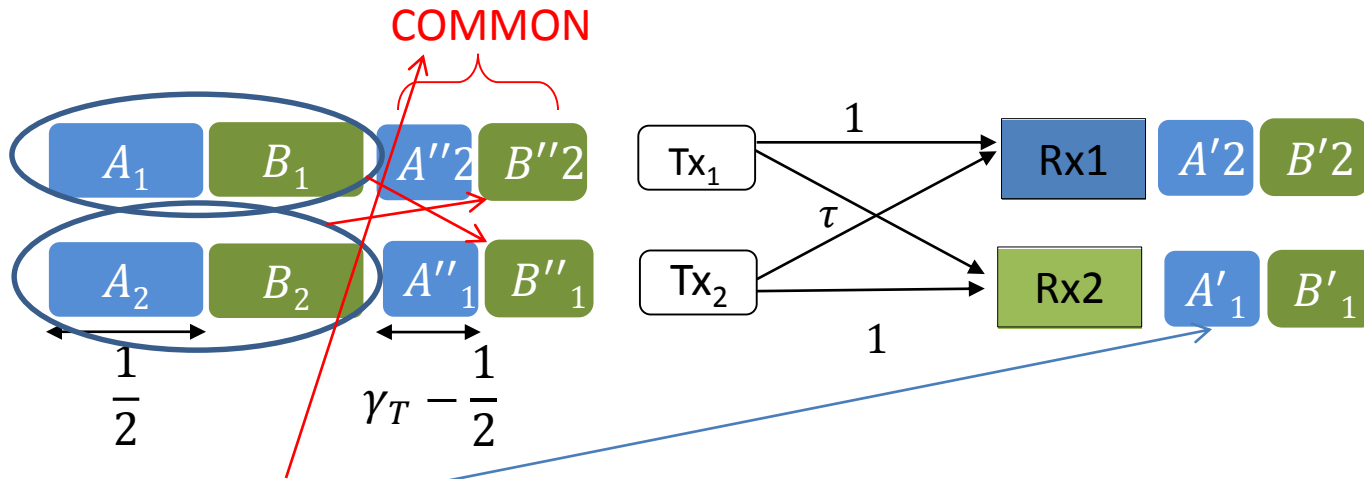 COMMON
A₁ B₁ A''2 B''2
A₂ B₂ A''₁ B''₁
1/2
γ_T − 1/2
Tx₁ 1 Rx1 A'2 B'2
τ
Tx₂ 1 Rx2 A'₁ B'₁